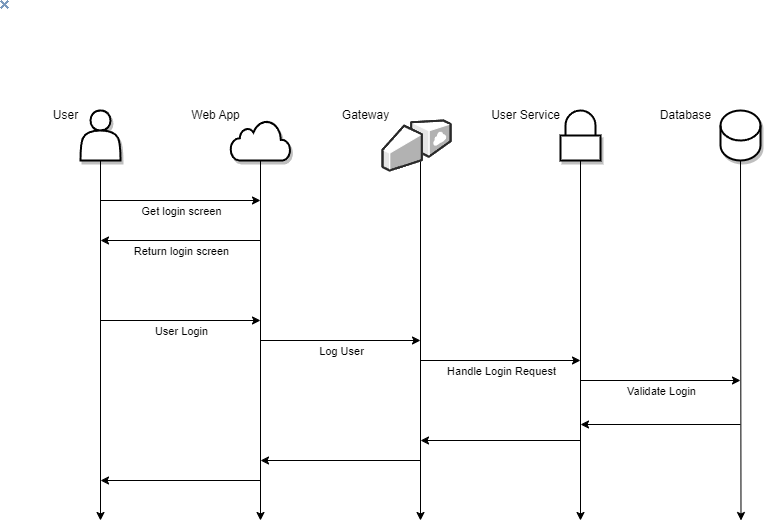 User
Web App
Gateway
User Service
Database
Get login screen
Return login screen
User Login
Log User
Handle Login Request
Validate Login